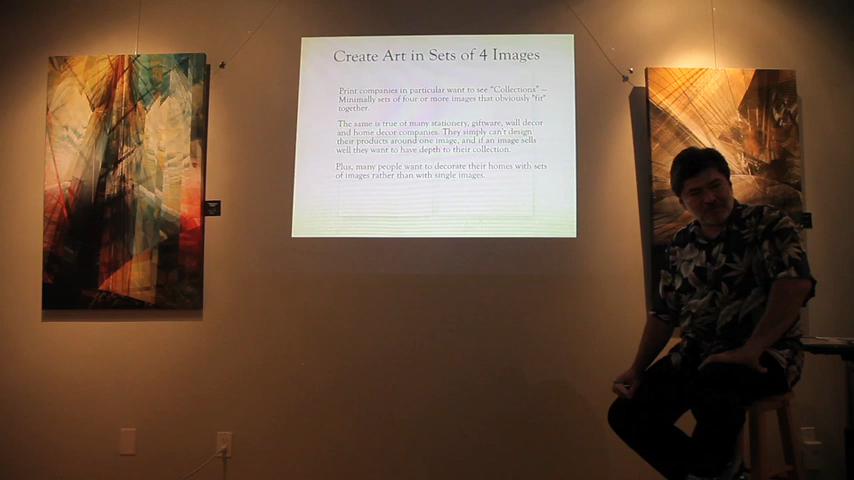 Create Art in Sets of 4 Images
Print companies in particular want to see "Collections" –
Minimally sets of four or more images that obviously "fit"
together.
The same is true of many stationery, giftware, wall decor
and home decor companies. They simply can't design
their products around one image, and if an image sells
well they want to have depth to their collection.
Plus, many people want to decorate their homes with sets
of images rather than with single images.